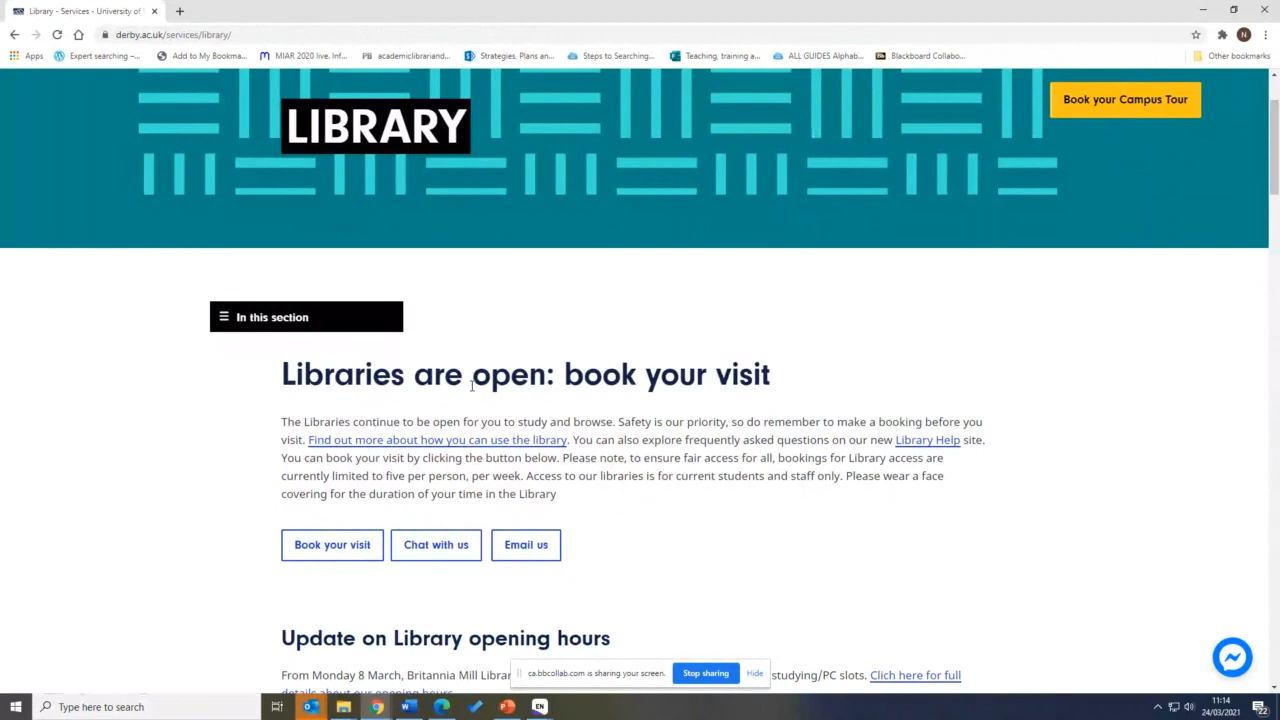 Library - Services - University of
derby.ac.uk/services/library/
N
Apps
Expert searching –...
Add to My Bookma...
MIAR 2020 live. Inf...
PB academiclibrariand...
Strategies, Plans an...
Steps to Searching...
Teaching, training a...
ALL GUIDES Alphab...
Blackboard Collabo...
Other bookmarks
LIBRARY
Book your Campus Tour
In this section
Libraries are open: book your visit
The Libraries continue to be open for you to study and browse. Safety is our priority, so do remember to make a booking before you
visit. Find out more about how you can use the library. You can also explore frequently asked questions on our new Library Help site.
You can book your visit by clicking the button below. Please note, to ensure fair access for all, bookings for Library access are
currently limited to five per person, per week. Access to our libraries is for current students and staff only. Please wear a face
covering for the duration of your time in the Library
Book your visit
Chat with us
Email us
Update on Library opening hours
From Monday 8 March, Britannia Mill Librar
studying/PC slots. Clich here for full
details about our opening hours
ca.bbcollab.com is sharing your screen.
Stop sharing
Hide
Type here to search
EN
11:14
24/03/2021
22